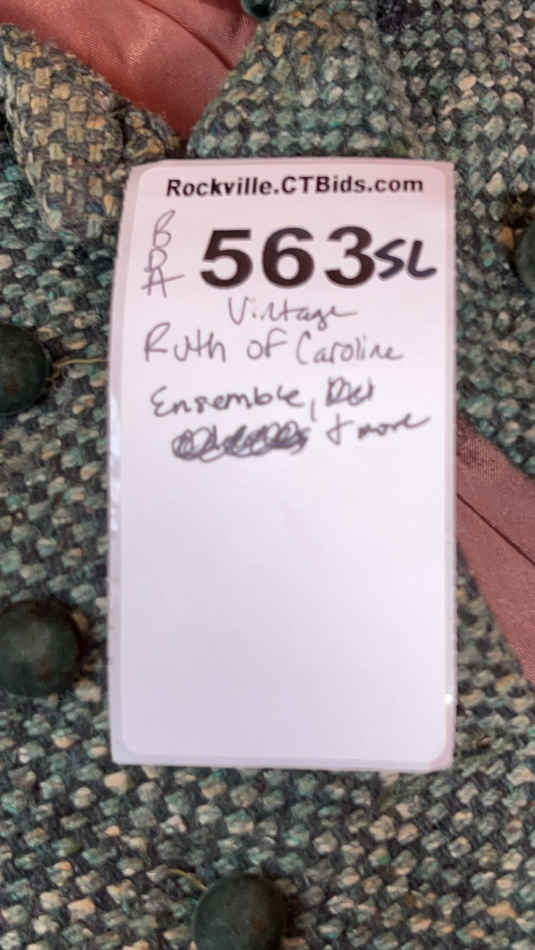 Rockville.CTBids.com
B
D
A
563SL
Vintage
Ruth of Caroline
Ensemble,
& more